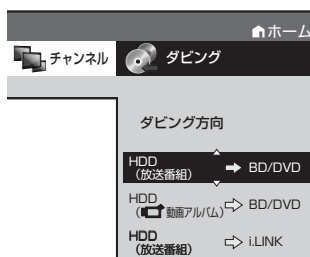 ホーム
チャンネル
ダビング
ダビング方向
HDD
(放送番組) ➡ BD/DVD
HDD
(動画アルバム) ⇨ BD/DVD
HDD
(放送番組) ⇨ i.LINK